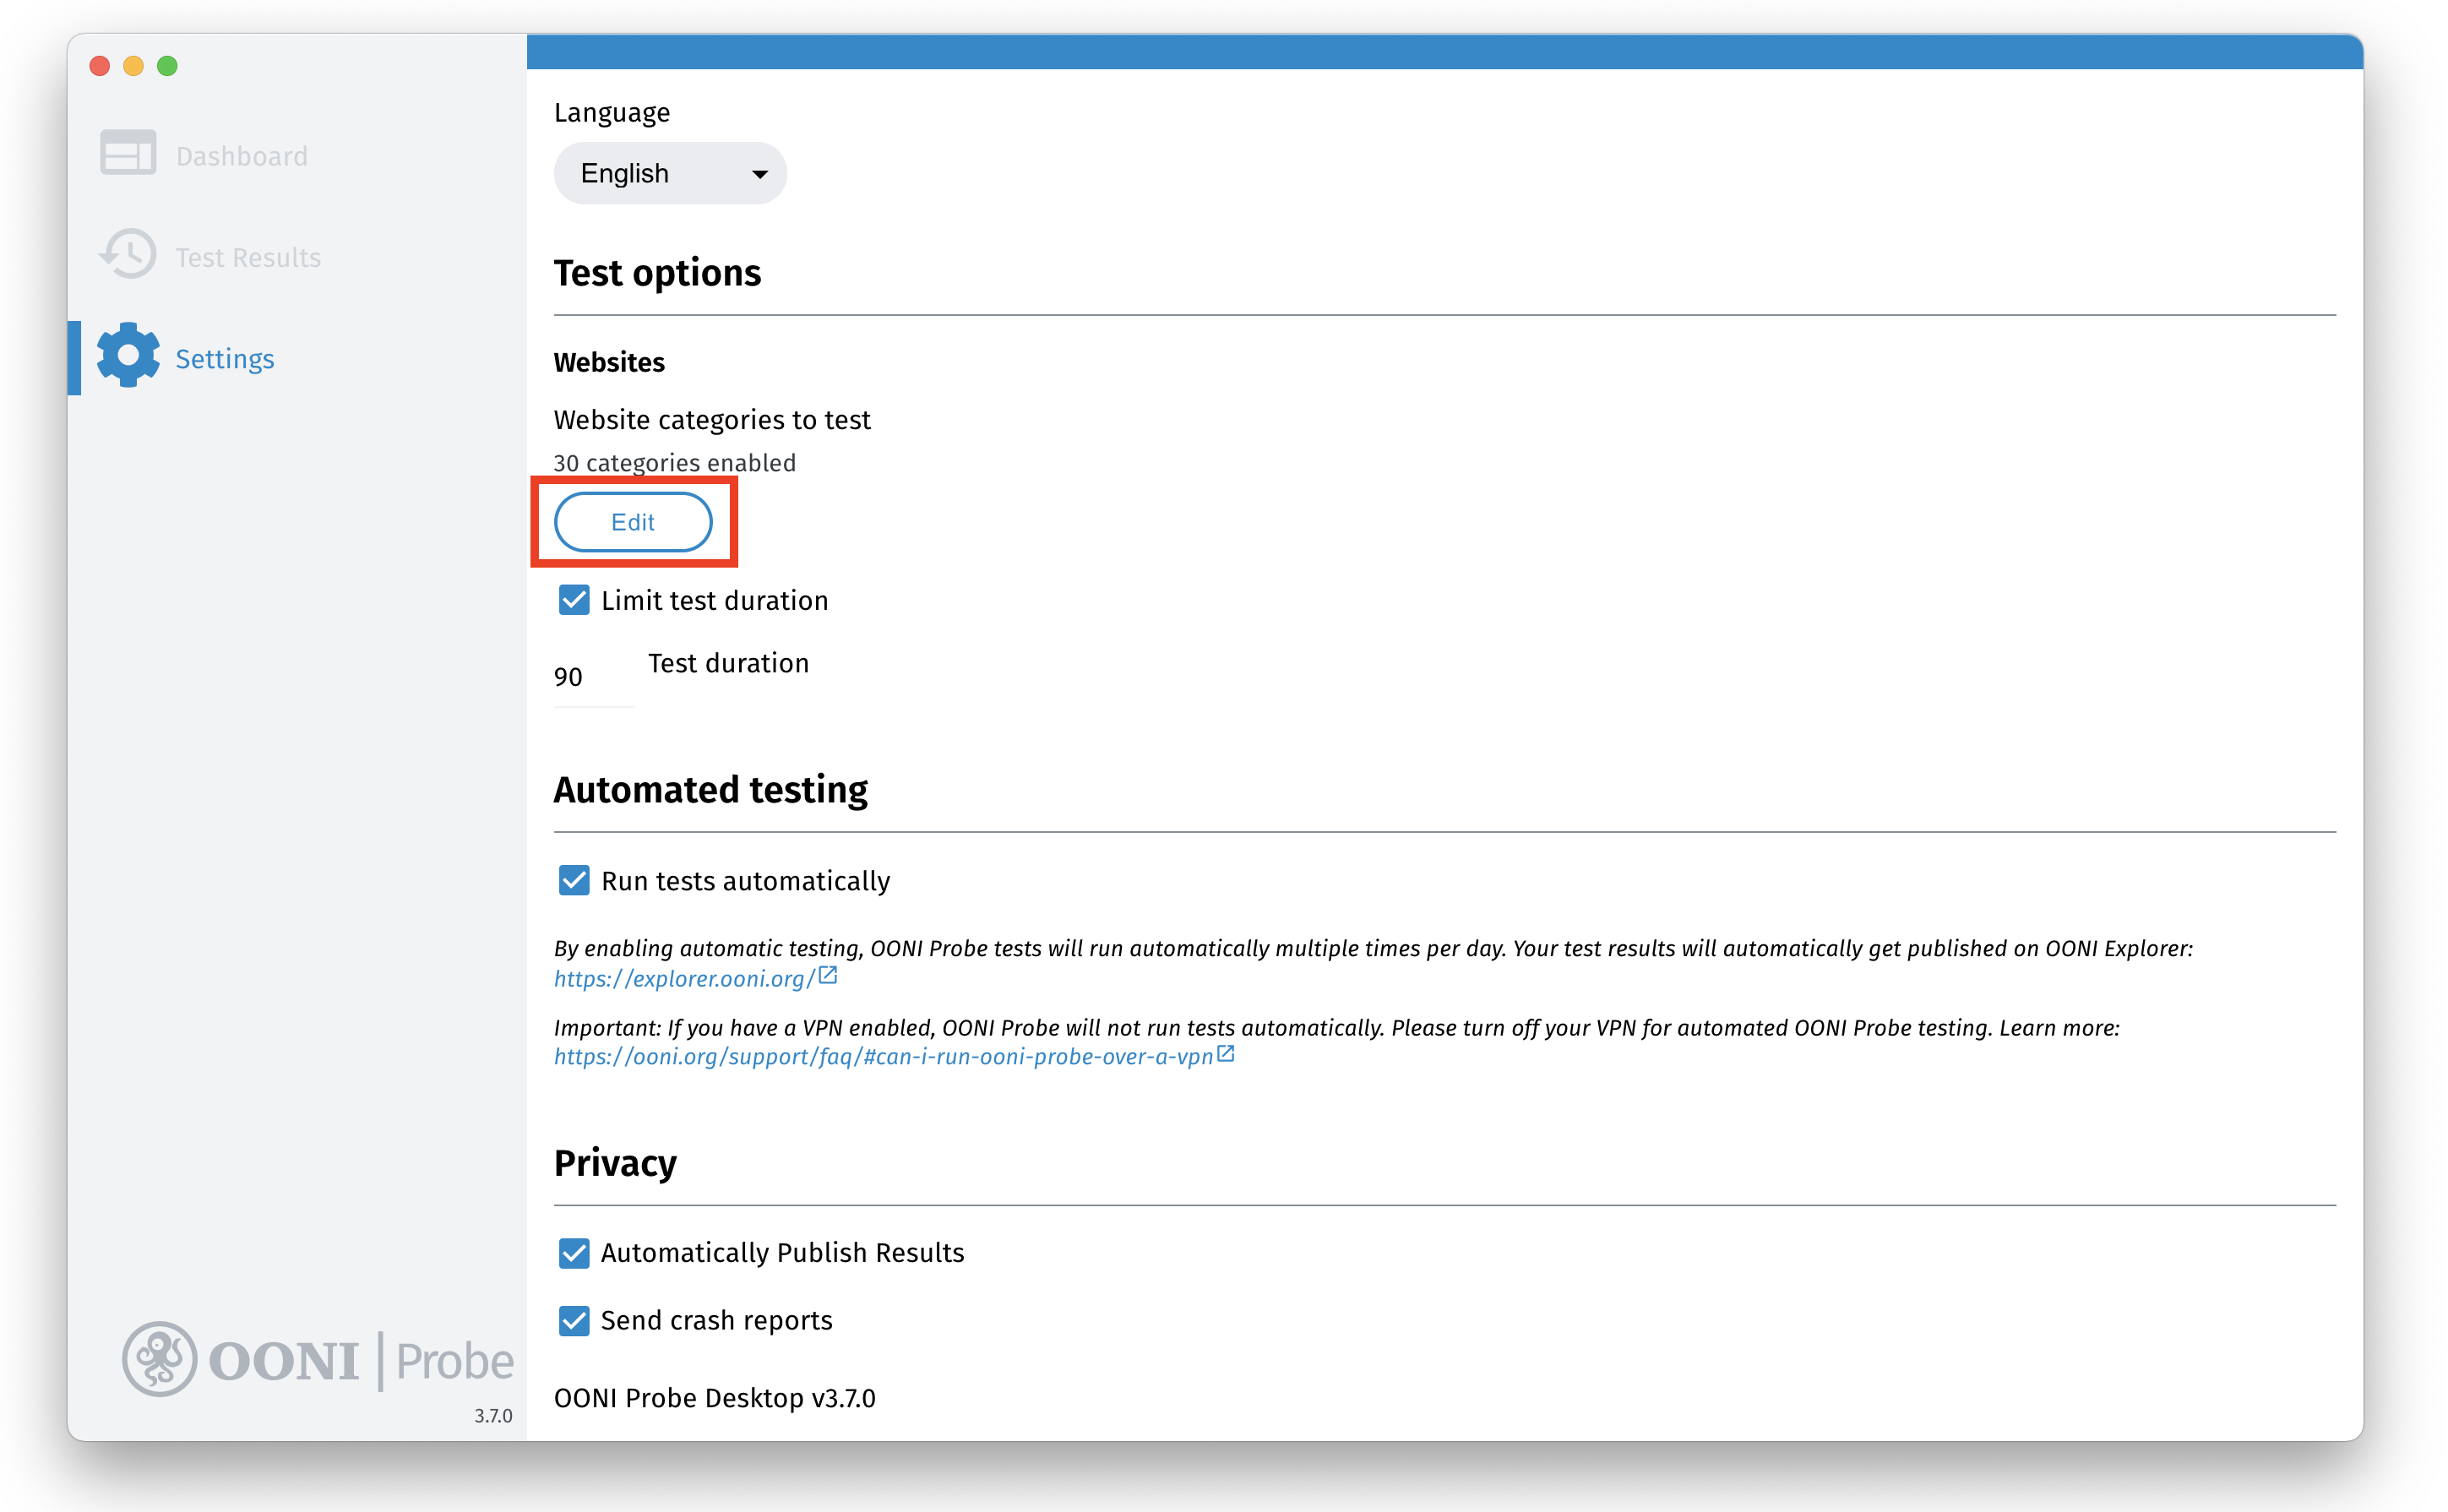 Dashboard
Test Results
Settings
OONI | Probe
3.7.0
Language
English
Test options
Websites
Website categories to test
30 categories enabled
Edit
Limit test duration
90 Test duration
Automated testing
Run tests automatically
By enabling automatic testing, OONI Probe tests will run automatically multiple times per day. Your test results will automatically get published on OONI Explorer:
https://explorer.ooni.org/
Important: If you have a VPN enabled, OONI Probe will not run tests automatically. Please turn off your VPN for automated OONI Probe testing. Learn more:
https://ooni.org/support/faq/#can-i-run-ooni-probe-over-a-vpn
Privacy
Automatically Publish Results
Send crash reports
OONI Probe Desktop v3.7.0